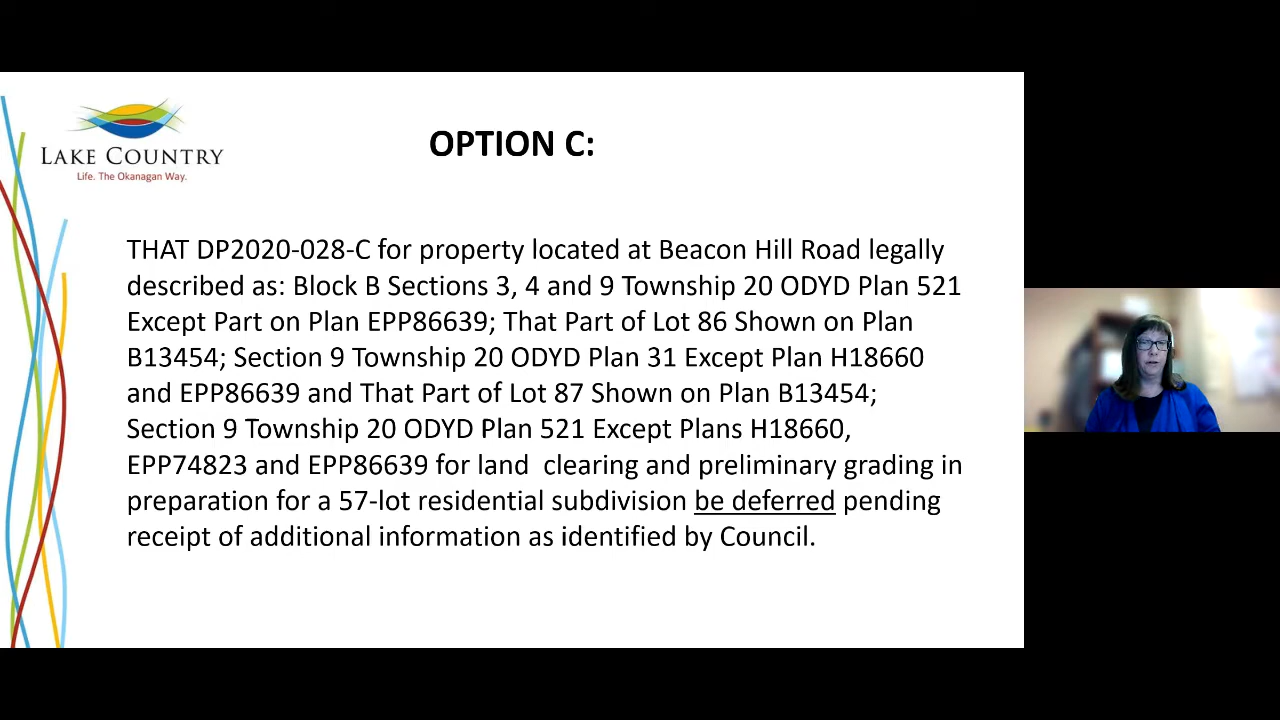 LAKE COUNTRY
Life. The Okanagan Way.
OPTION C:
THAT DP2020-028-C for property located at Beacon Hill Road legally
described as: Block B Sections 3, 4 and 9 Township 20 ODYD Plan 521
Except Part on Plan EPP86639; That Part of Lot 86 Shown on Plan
B13454; Section 9 Township 20 ODYD Plan 31 Except Plan H18660
and EPP86639 and That Part of Lot 87 Shown on Plan B13454;
Section 9 Township 20 ODYD Plan 521 Except Plans H18660,
EPP74823 and EPP86639 for land  clearing and preliminary grading in
preparation for a 57-lot residential subdivision be deferred pending
receipt of additional information as identified by Council.